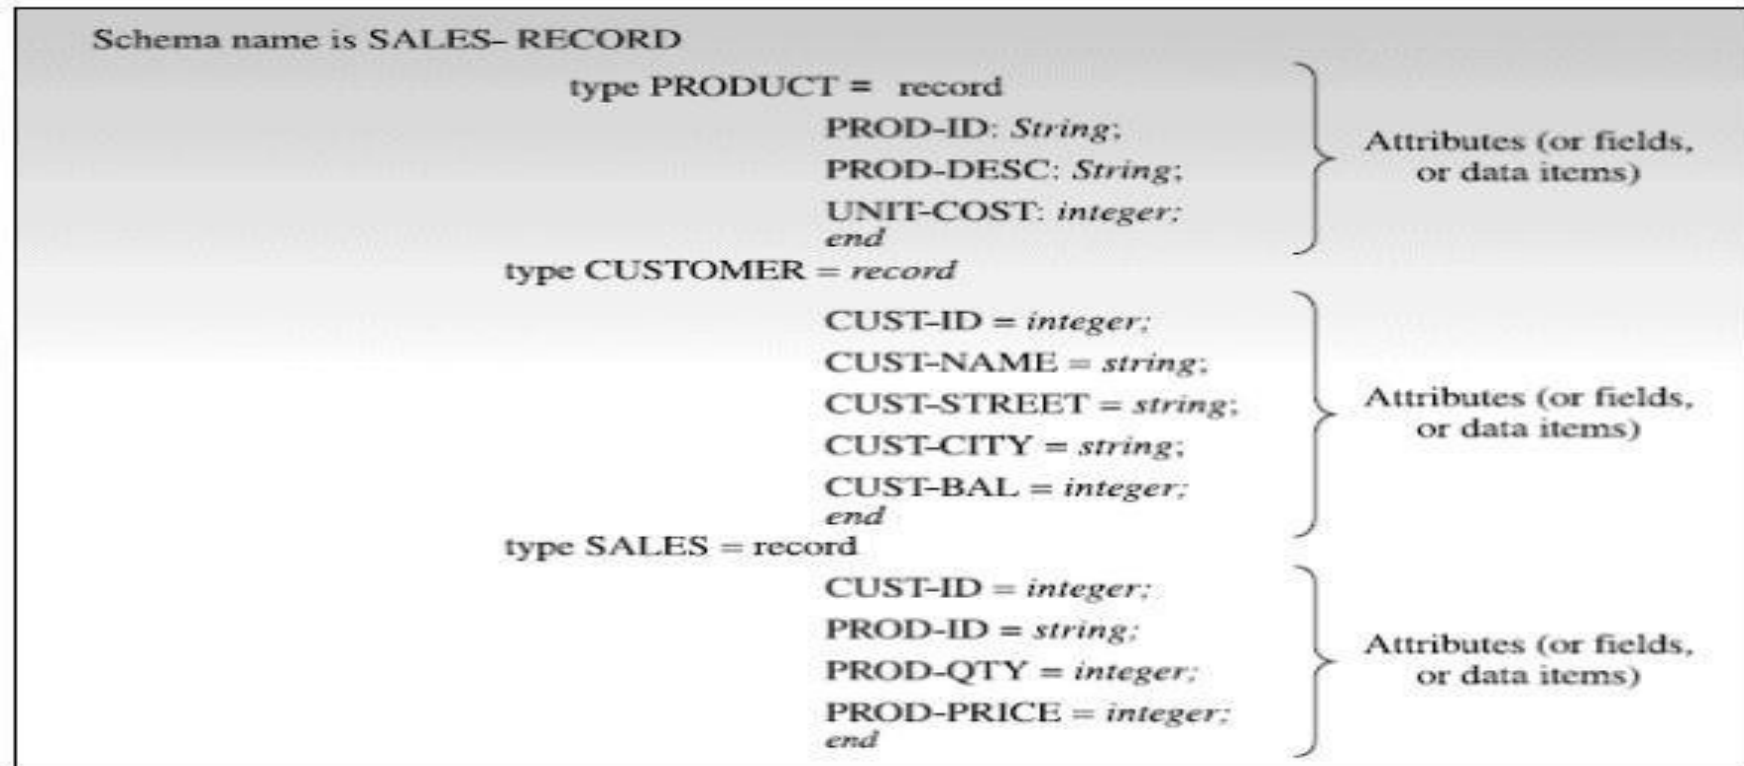 Schema name is SALES- RECORD
type PRODUCT = record
PROD-ID: String;
PROD-DESC: String;
UNIT-COST: integer;
end
Attributes (or fields,
or data items)
type CUSTOMER = record
CUST-ID = integer;
CUST-NAME = string;
CUST-STREET = string;
CUST-CITY = string;
CUST-BAL = integer;
end
Attributes (or fields,
or data items)
type SALES = record
CUST-ID = integer;
PROD-ID = string;
PROD-QTY = integer;
PROD-PRICE = integer;
end
Attributes (or fields,
or data items)